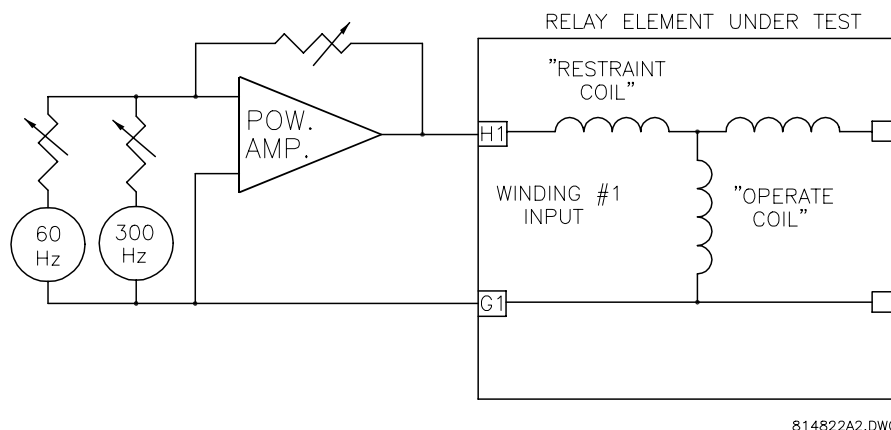 RELAY ELEMENT UNDER TEST
"RESTRAINT
COIL"
POW.
AMP.
H1
WINDING #1
INPUT
"OPERATE
COIL"
60
Hz
300
Hz
G1
814822A2.DWG